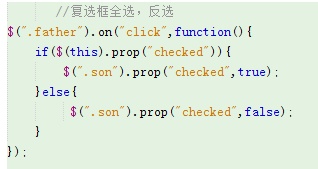 //复选框全选，反选
$(".father").on("click",function(){
if($(this).prop("checked")){
$(".son").prop("checked",true);
}else{
$(".son").prop("checked",false);
}
});